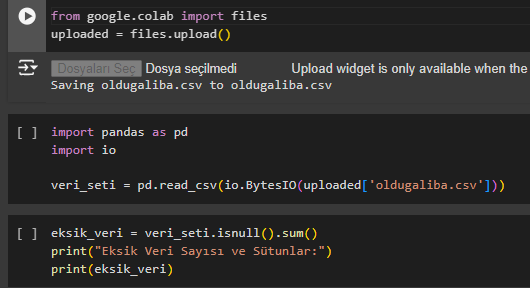 from google.colab import files
uploaded = files.upload()
Dosyaları Seç Dosya seçilmedi Upload widget is only available when the
Saving oldugaliba.csv to oldugaliba.csv
[ ] import pandas as pd
import io
veri_seti = pd.read_csv(io.BytesIO(uploaded['oldugaliba.csv']))
[ ] eksik_veri = veri_seti.isnull().sum()
print("Eksik Veri Sayısı ve Sütunlar:")
print(eksik_veri)